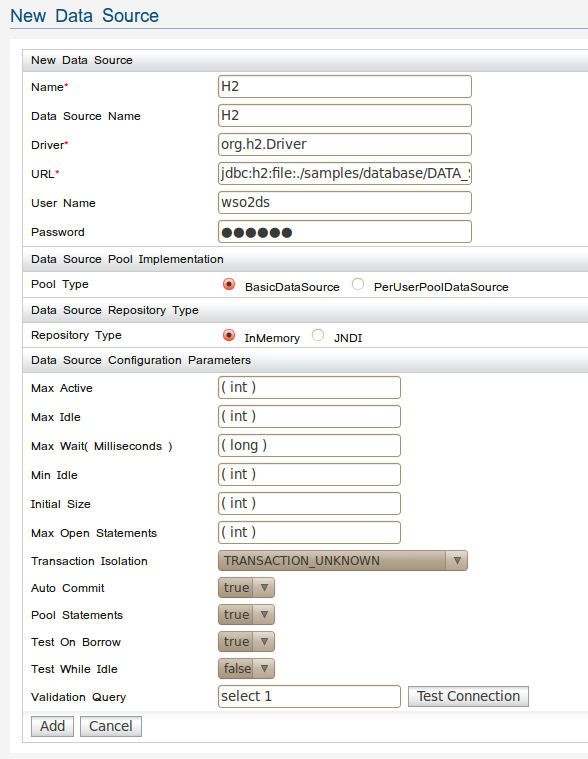 New Data Source
New Data Source
Name* H2
Data Source Name H2
Driver* org.h2.Driver
URL* jdbc:h2:file:./samples/database/DATA_
User Name wso2ds
Password ●●●●●●
Data Source Pool Implementation
Pool Type BasicDataSource PerUserPoolDataSource
Data Source Repository Type
Repository Type InMemory JNDI
Data Source Configuration Parameters
Max Active ( int )
Max Idle ( int )
Max Wait( Milliseconds ) ( long )
Min Idle ( int )
Initial Size ( int )
Max Open Statements ( int )
Transaction Isolation TRANSACTION_UNKNOWN
Auto Commit true
Pool Statements true
Test On Borrow true
Test While Idle false
Validation Query select 1 Test Connection
Add Cancel